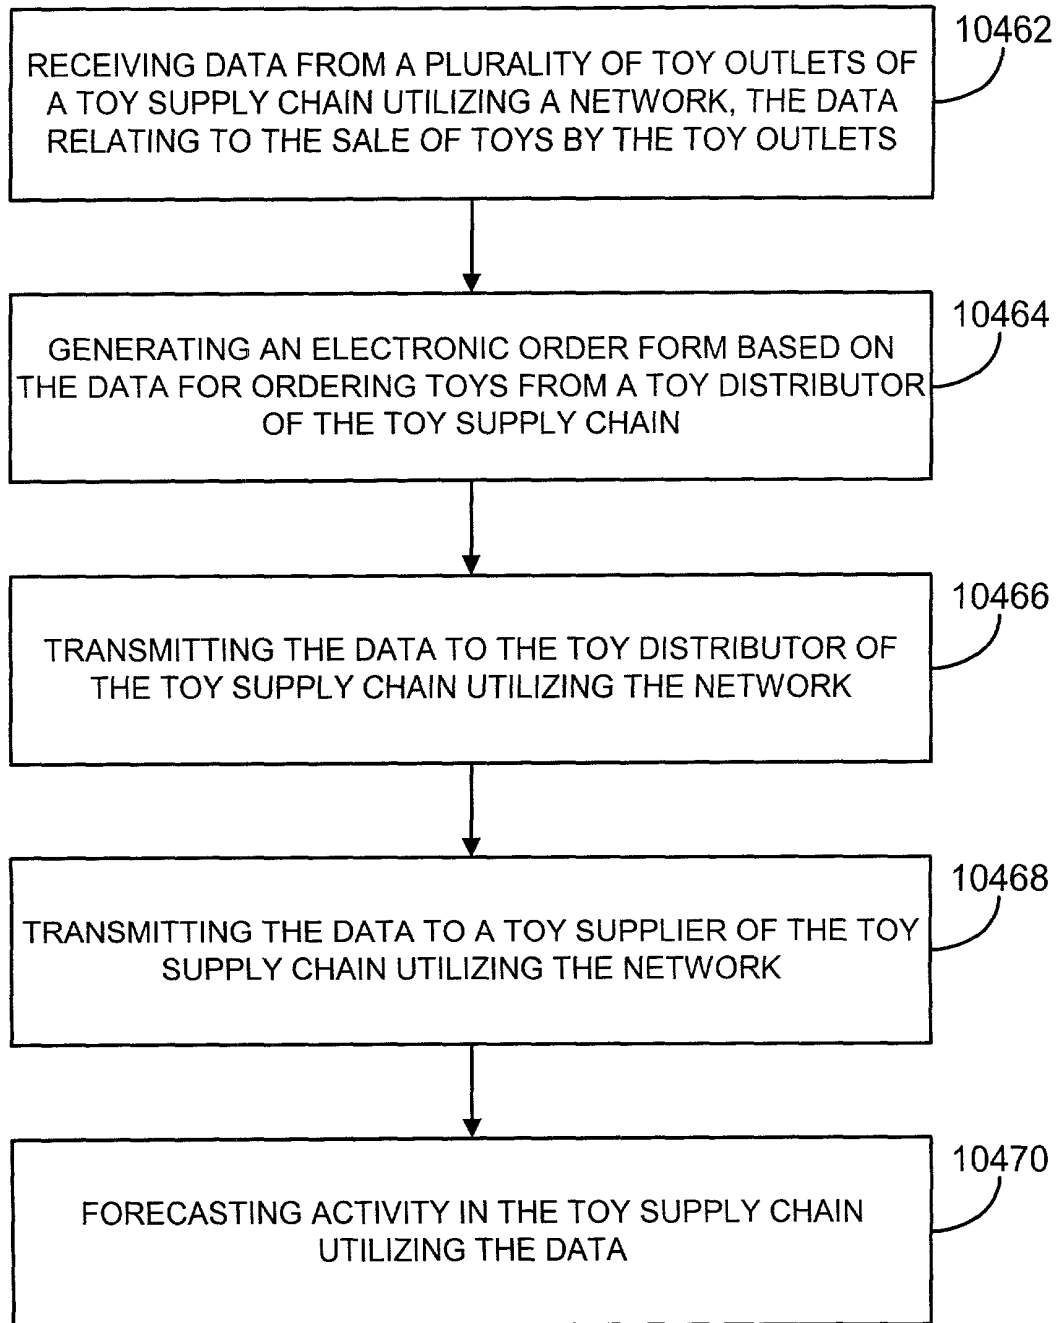 10462
RECEIVING DATA FROM A PLURALITY OF TOY OUTLETS OF
A TOY SUPPLY CHAIN UTILIZING A NETWORK, THE DATA
RELATING TO THE SALE OF TOYS BY THE TOY OUTLETS
10464
GENERATING AN ELECTRONIC ORDER FORM BASED ON
THE DATA FOR ORDERING TOYS FROM A TOY DISTRIBUTOR
OF THE TOY SUPPLY CHAIN
10466
TRANSMITTING THE DATA TO THE TOY DISTRIBUTOR OF
THE TOY SUPPLY CHAIN UTILIZING THE NETWORK
10468
TRANSMITTING THE DATA TO A TOY SUPPLIER OF THE TOY
SUPPLY CHAIN UTILIZING THE NETWORK
10470
FORECASTING ACTIVITY IN THE TOY SUPPLY CHAIN
UTILIZING THE DATA